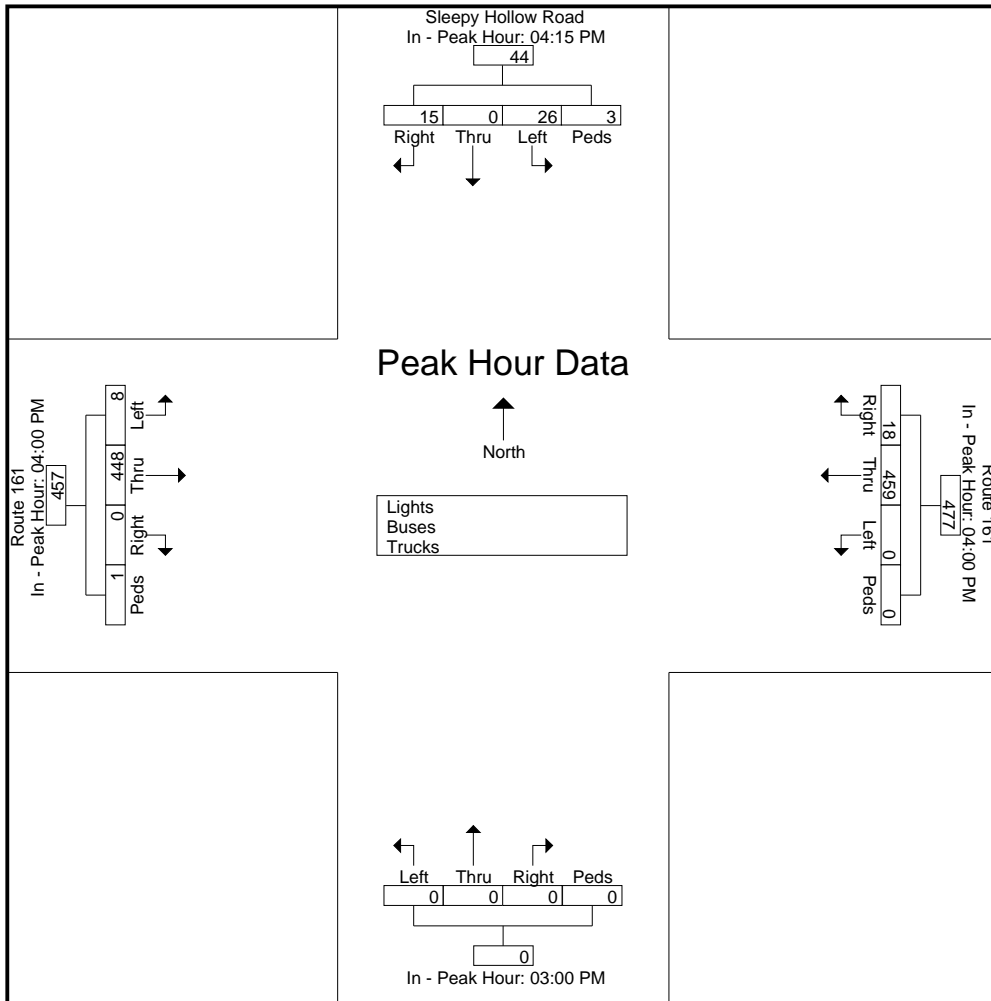 Sleepy Hollow Road
In - Peak Hour: 04:15 PM
44
15 0 26 3
Right Thru Left Peds
Peak Hour Data
North
Lights
Buses
Trucks
Route 161
In - Peak Hour: 04:00 PM
457
8 448 0 1
Left Thru Right Peds
Route 161
In - Peak Hour: 04:00 PM
477
18 459 0 0
Right Thru Left Peds
Left Thru Right Peds
0 0 0 0
0
In - Peak Hour: 03:00 PM